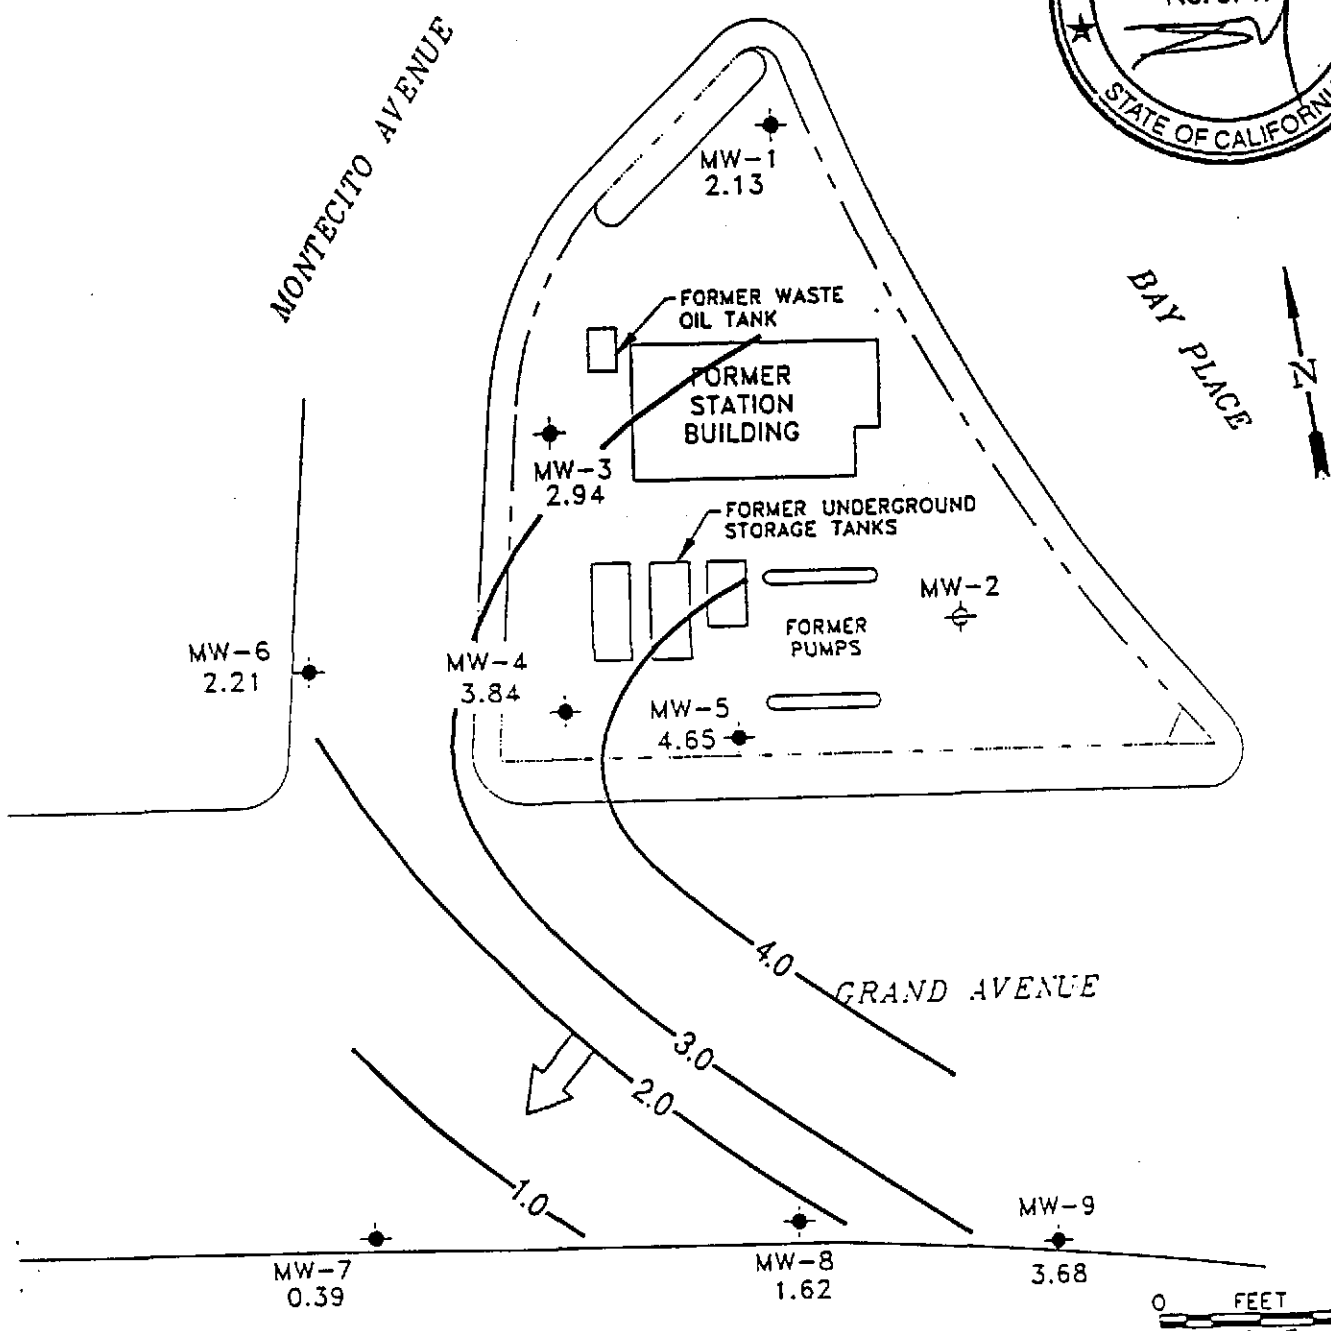 MONTECITO AVENUE
STATE OF CALIFORNI
MW-1
2.13
BAY PLACE
N
FORMER WASTE
OIL TANK
FORMER
STATION
BUILDING
MW-3
2.94
FORMER UNDERGROUND
STORAGE TANKS
MW-2
FORMER
PUMPS
MW-6
2.21
MW-4
3.84
MW-5
4.65
4.0
GRAND AVENUE
3.0
2.0
1.0
MW-9
3.68
MW-7
0.39
MW-8
1.62
0 FEET